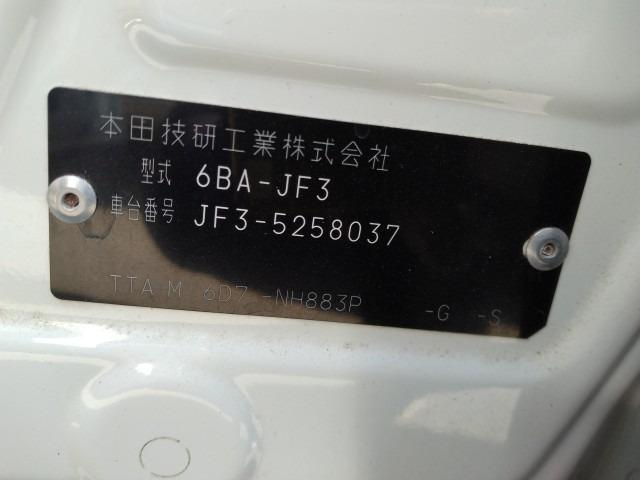 本田技研工業株式会社
型式 6BA-JF3
車台番号 JF3-5258037
TTA M 6D7 -NH883P -G -S